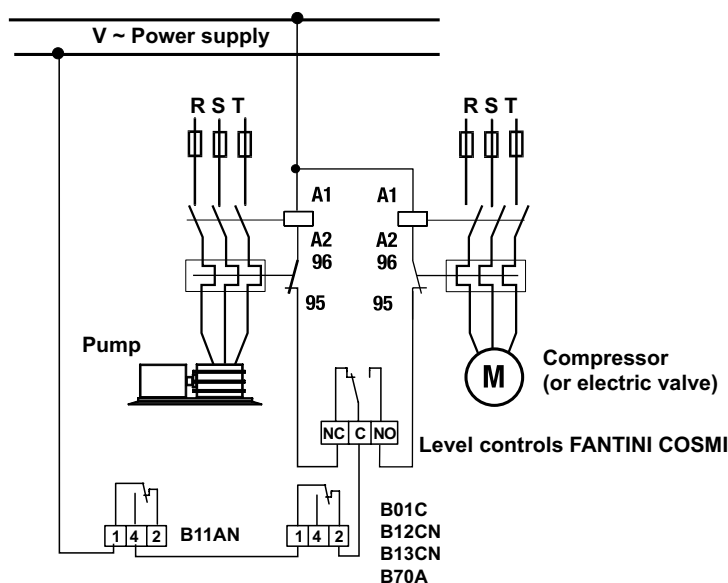 V ~ Power supply
R S T
R S T
A1
A1
A2
A2
96
96
95
95
Pump
M
Compressor
(or electric valve)
NC C NO
Level controls FANTINI COSMI
1 4 2
B11AN
1 4 2
B01C
B12CN
B13CN
B70A